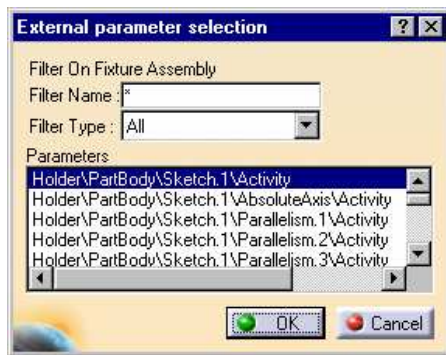 External parameter selection
Filter On Fixture Assembly
Filter Name : *
Filter Type : All
Parameters
Holder\PartBody\Sketch.1\Activity
Holder\PartBody\Sketch.1\AbsoluteAxis\Activity
Holder\PartBody\Sketch.1\Parallelism.1\Activity
Holder\PartBody\Sketch.1\Parallelism.2\Activity
Holder\PartBody\Sketch.1\Parallelism.3\Activity
OK Cancel